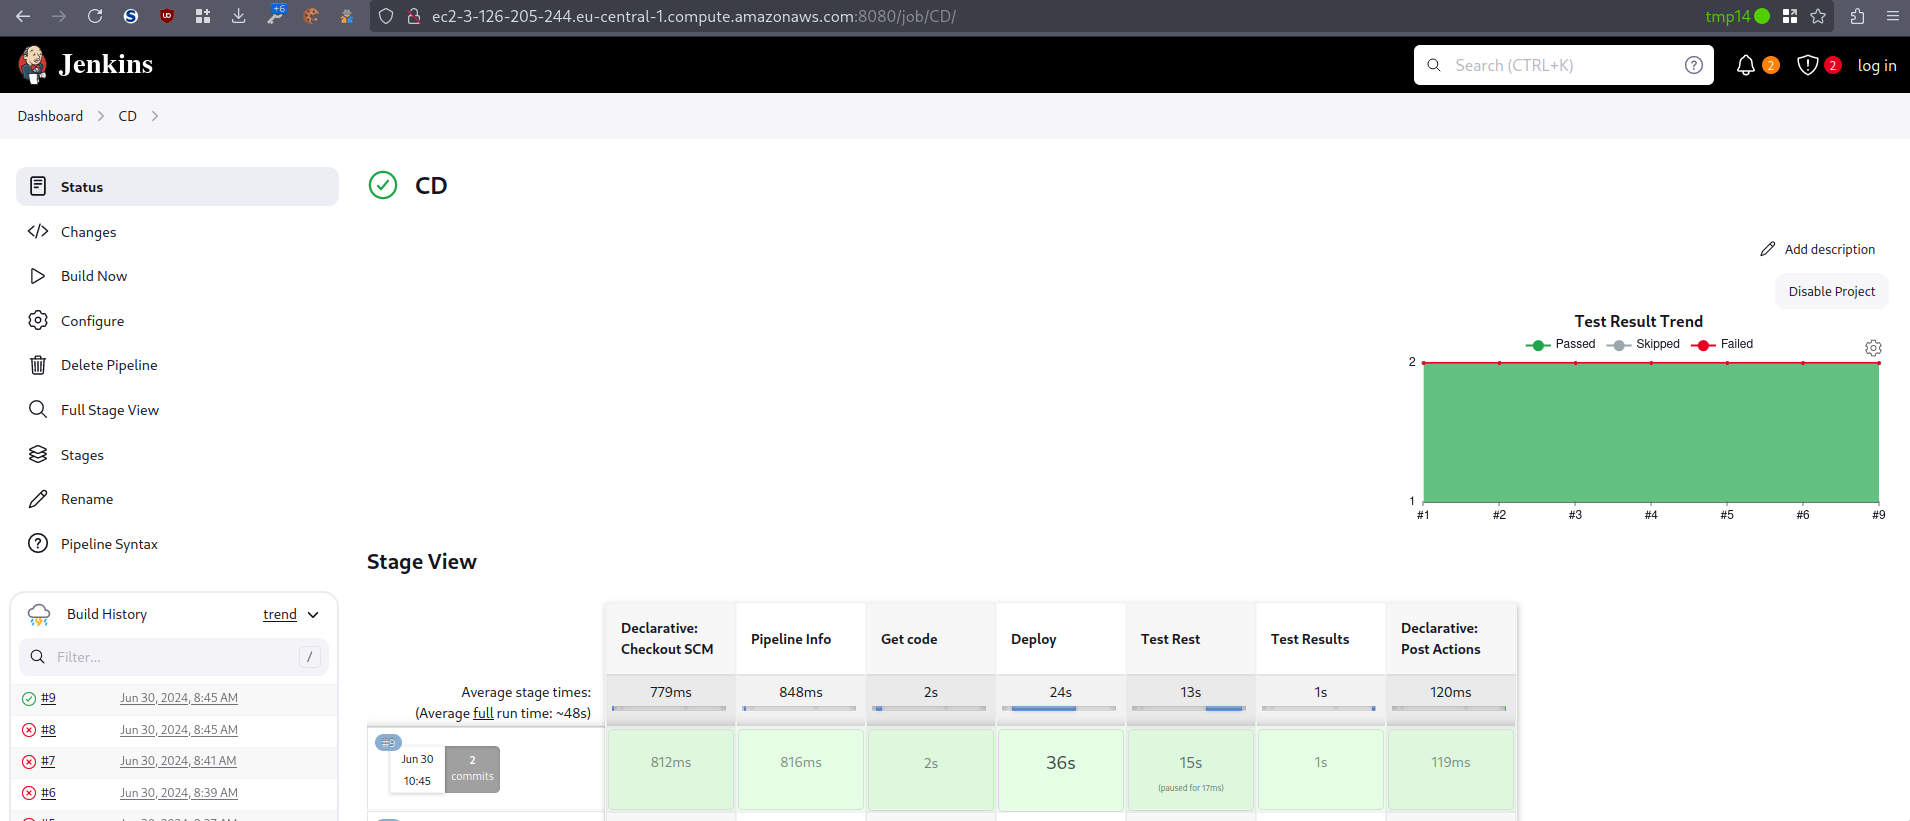 +6
ec2-3-126-205-244.eu-central-1.compute.amazonaws.com:8080/job/CD/
tmp14
Jenkins
Search (CTRL+K)
?
2
2
log in
Dashboard
CD
Status
Changes
Build Now
Configure
Delete Pipeline
Full Stage View
Stages
Rename
Pipeline Syntax
CD
Add description
Disable Project
Test Result Trend
Passed Skipped Failed
2
1
#1 #2 #3 #4 #5 #6 #9
Build History
trend
Filter...
/
#9 Jun 30, 2024, 8:45 AM
#8 Jun 30, 2024, 8:45 AM
#7 Jun 30, 2024, 8:41 AM
#6 Jun 30, 2024, 8:39 AM
Stage View
Declarative: Checkout SCM
Pipeline Info
Get code
Deploy
Test Rest
Test Results
Declarative: Post Actions
Average stage times:
(Average full run time: ~48s)
779ms 848ms 2s 24s 13s 1s 120ms
#9
Jun 30
10:45
2
commits
812ms 816ms 2s 36s 15s 1s 119ms
(paused for 17ms)